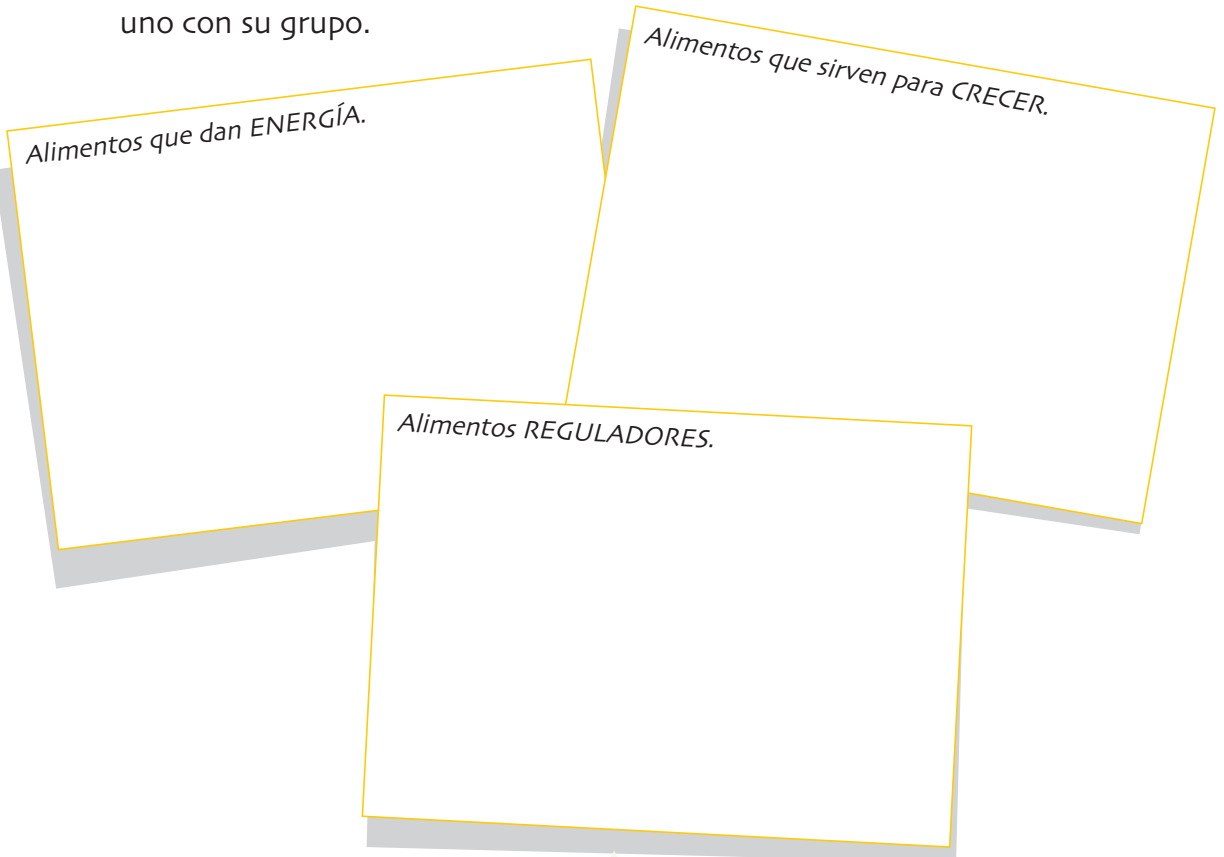 uno con su grupo.
Alimentos que dan ENERGÍA.
Alimentos que sirven para CRECER.
Alimentos REGULADORES.